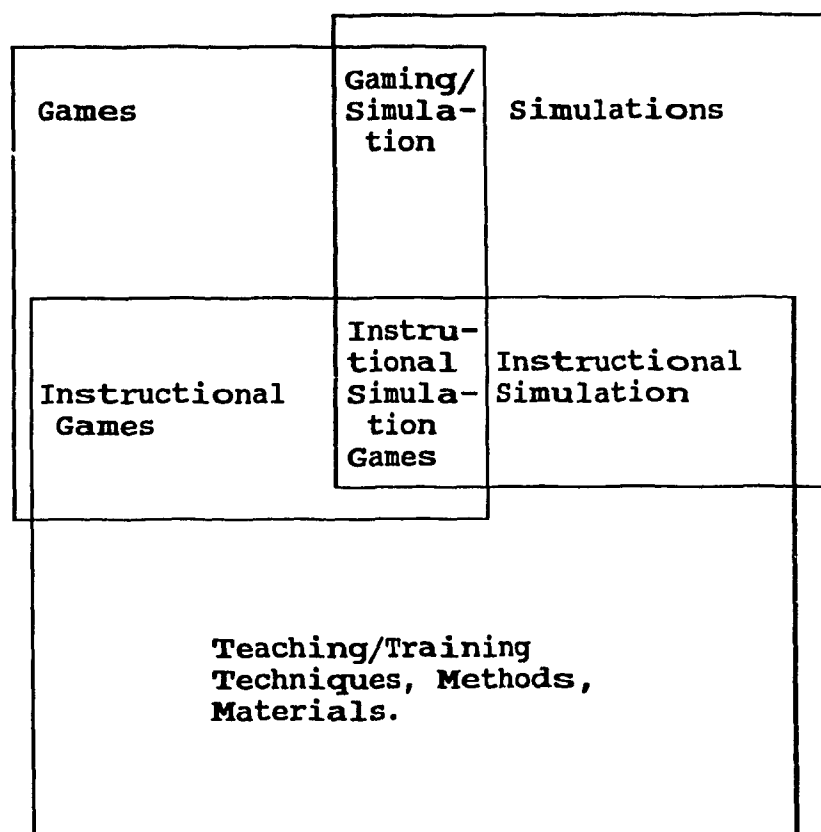 Games
Gaming/
Simula-
tion
Simulations
Instructional
Games
Instru-
tional
Simula-
tion
Games
Instructional
Simulation
Teaching/Training
Techniques, Methods,
Materials.